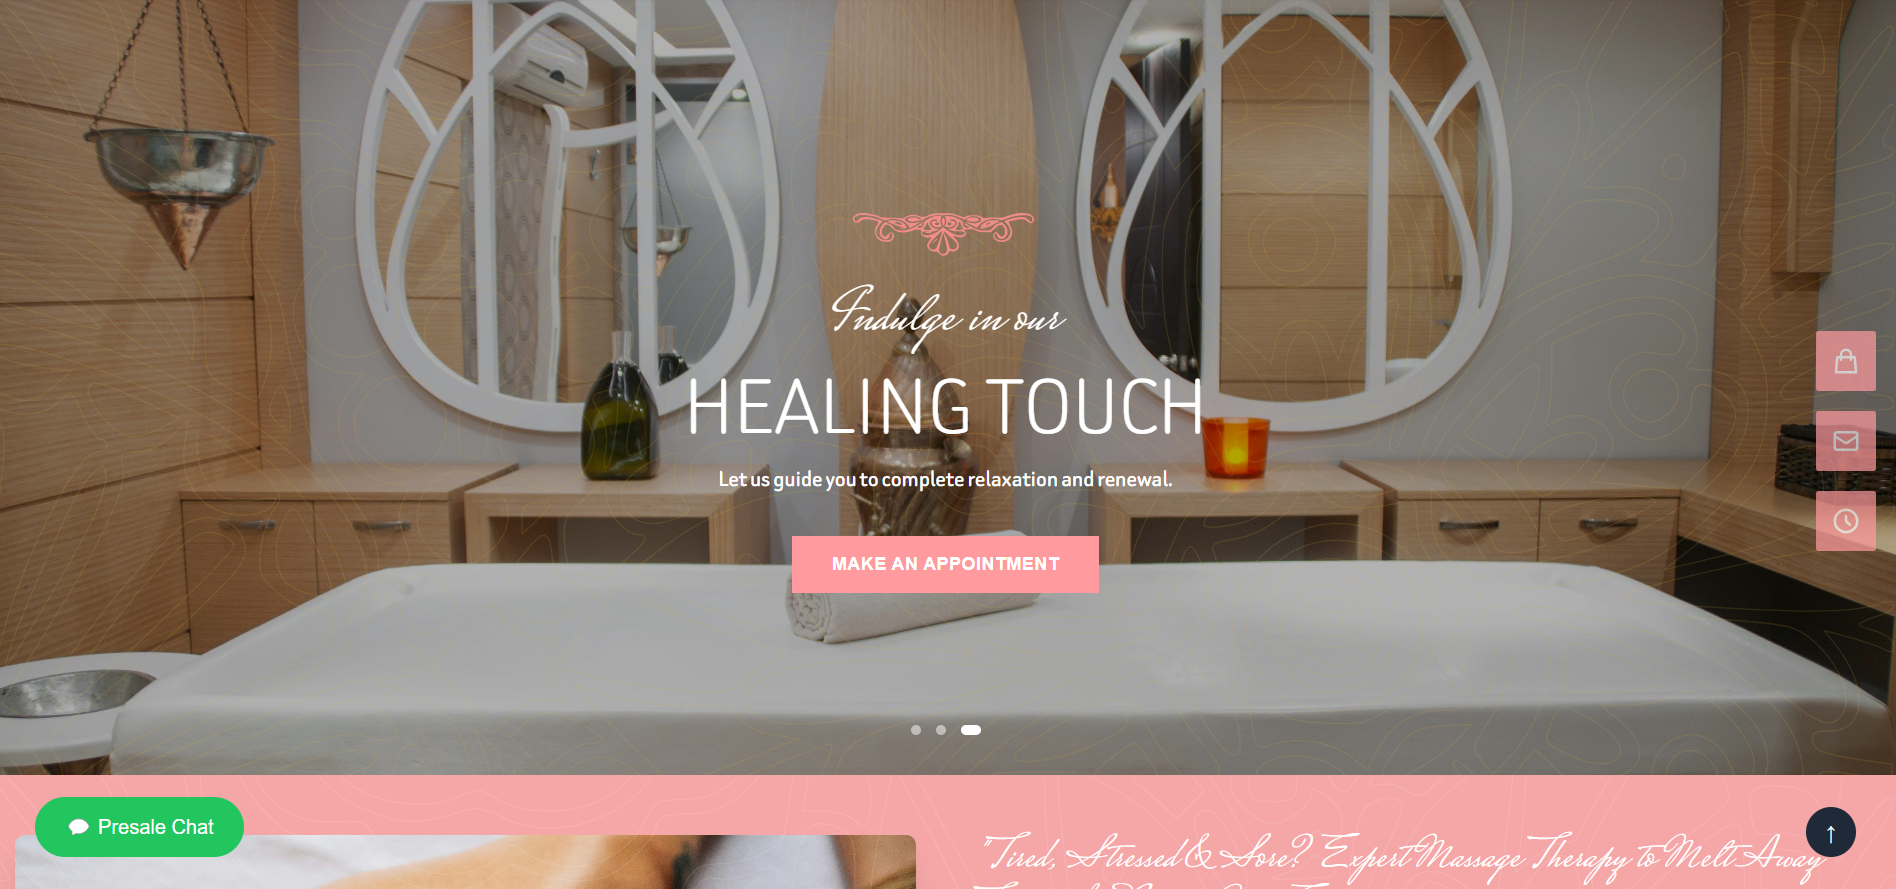 Indulge in our
HEALING TOUCH
Let us guide you to complete relaxation and renewal.
MAKE AN APPOINTMENT
Presale Chat
"Tired, Stressed & Sore? Expert Massage Therapy to Melt Away